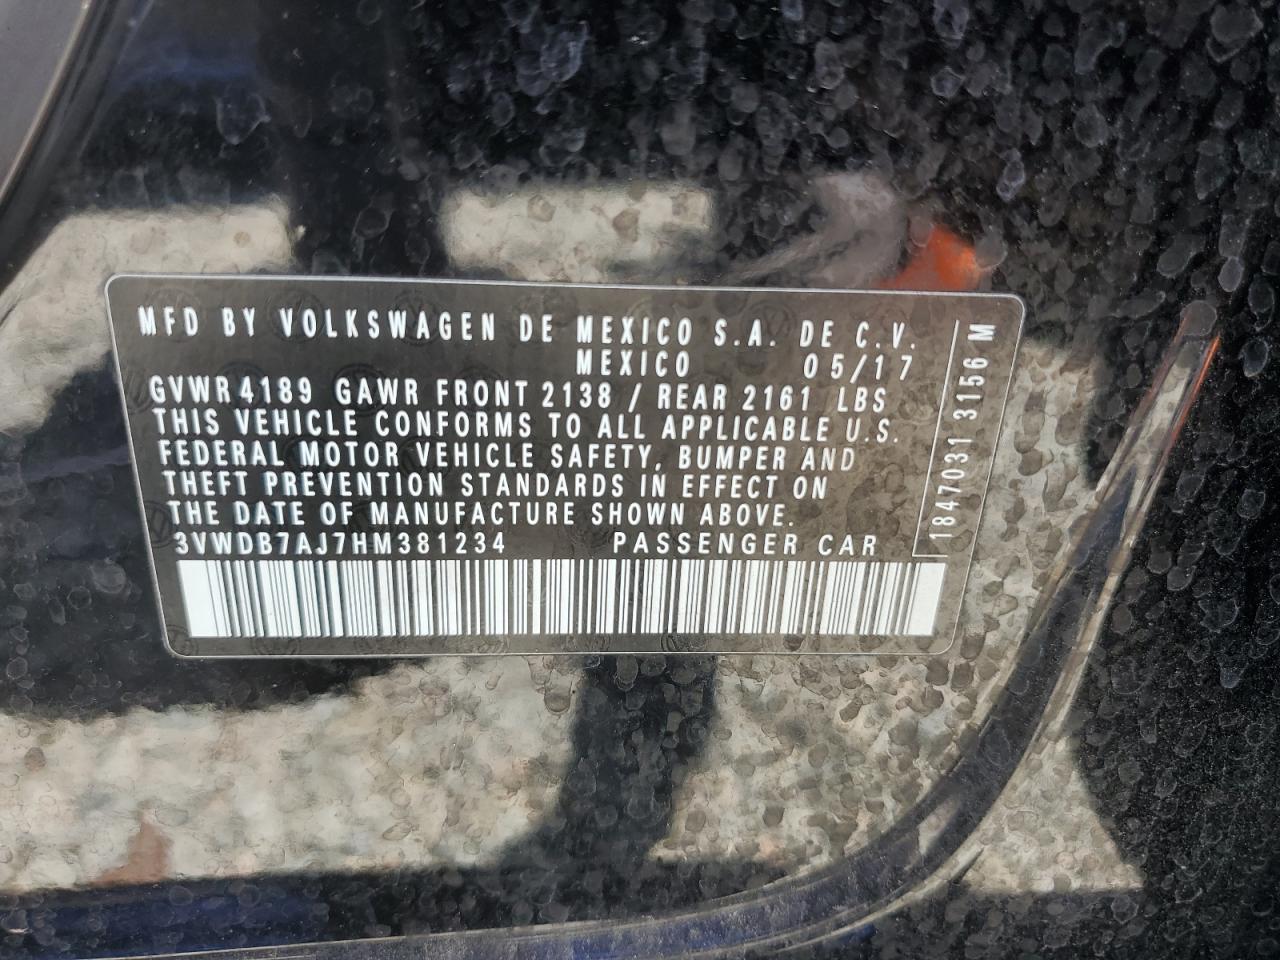 MFD BY VOLKSWAGEN DE MEXICO S.A. DE C.V.
MEXICO 05/17
GVWR 4189 GAWR FRONT 2138 / REAR 2161 LBS
THIS VEHICLE CONFORMS TO ALL APPLICABLE U.S.
FEDERAL MOTOR VEHICLE SAFETY, BUMPER AND
THEFT PREVENTION STANDARDS IN EFFECT ON
THE DATE OF MANUFACTURE SHOWN ABOVE.
3VWDB7AJ7HM381234 PASSENGER CAR
1847031 3156 M